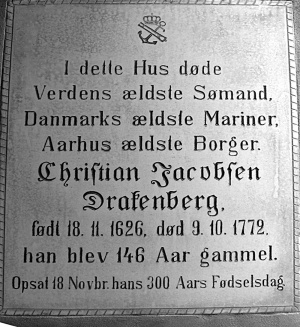 I dette Hus døde
Verdens ældste Sømand,
Danmarks ældste Mariner,
Aarhus ældste Borger.
Chriſtian Jacobſen
Drakenberg,
født 18. 11. 1626, død 9. 10. 1772.
han blev 146 Aar gammel.
Opsat 18 Novbr. hans 300 Aars Fødselsdag.